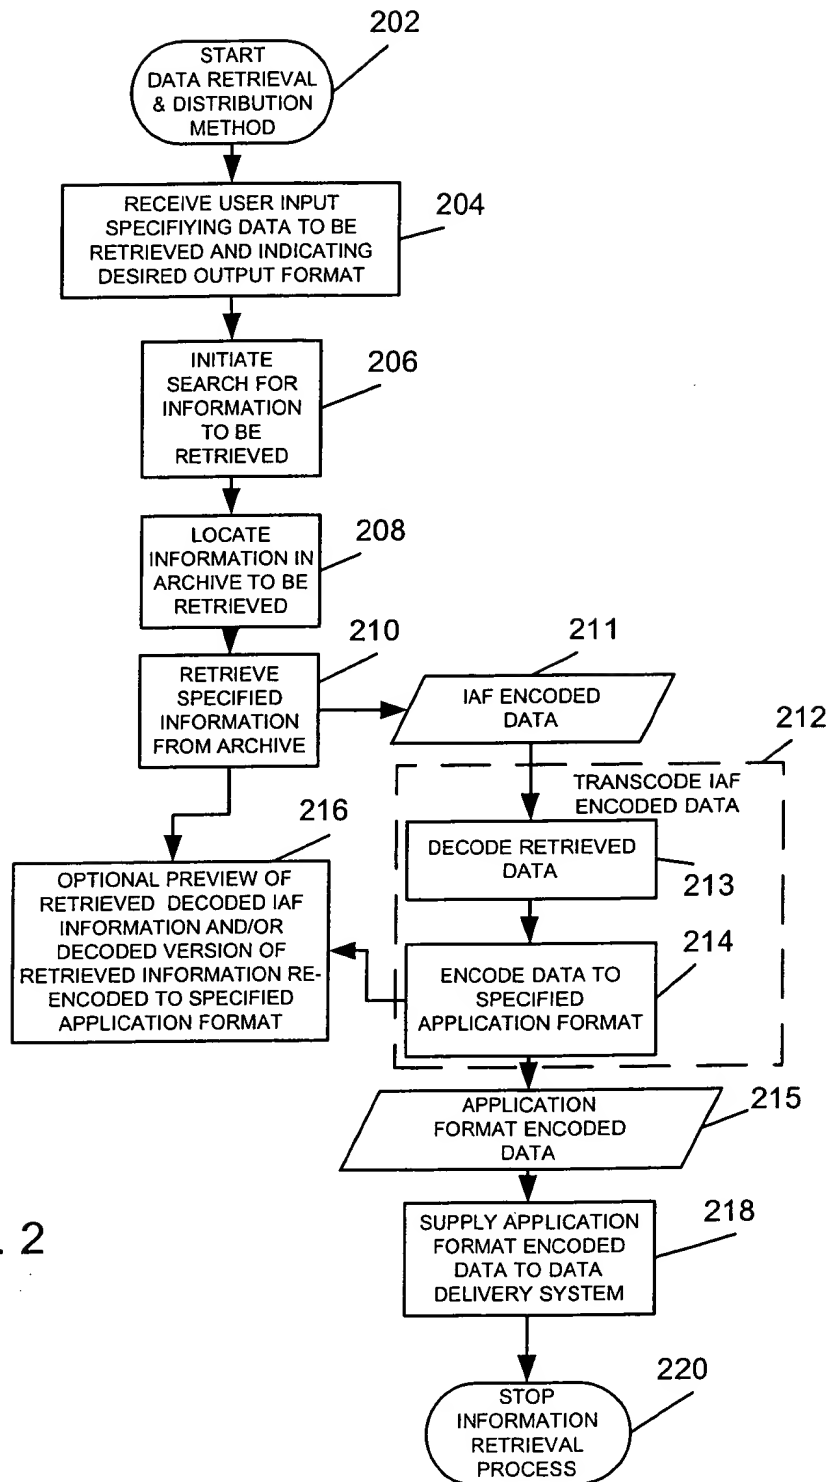 202
START
DATA RETRIEVAL
& DISTRIBUTION
METHOD
204
RECEIVE USER INPUT
SPECIFIYING DATA TO BE
RETRIEVED AND INDICATING
DESIRED OUTPUT FORMAT
206
INITIATE
SEARCH FOR
INFORMATION
TO BE
RETRIEVED
208
LOCATE
INFORMATION IN
ARCHIVE TO BE
RETRIEVED
210
RETRIEVE
SPECIFIED
INFORMATION
FROM ARCHIVE
211
IAF ENCODED
DATA
212
TRANSCODE IAF
ENCODED DATA
DECODE RETRIEVED
DATA
213
216
OPTIONAL PREVIEW OF
RETRIEVED DECODED IAF
INFORMATION AND/OR
DECODED VERSION OF
RETRIEVED INFORMATION RE-
ENCODED TO SPECIFIED
APPLICATION FORMAT
214
ENCODE DATA TO
SPECIFIED
APPLICATION FORMAT
215
APPLICATION
FORMAT ENCODED
DATA
. 2
218
SUPPLY APPLICATION
FORMAT ENCODED
DATA TO DATA
DELIVERY SYSTEM
220
STOP
INFORMATION
RETRIEVAL
PROCESS